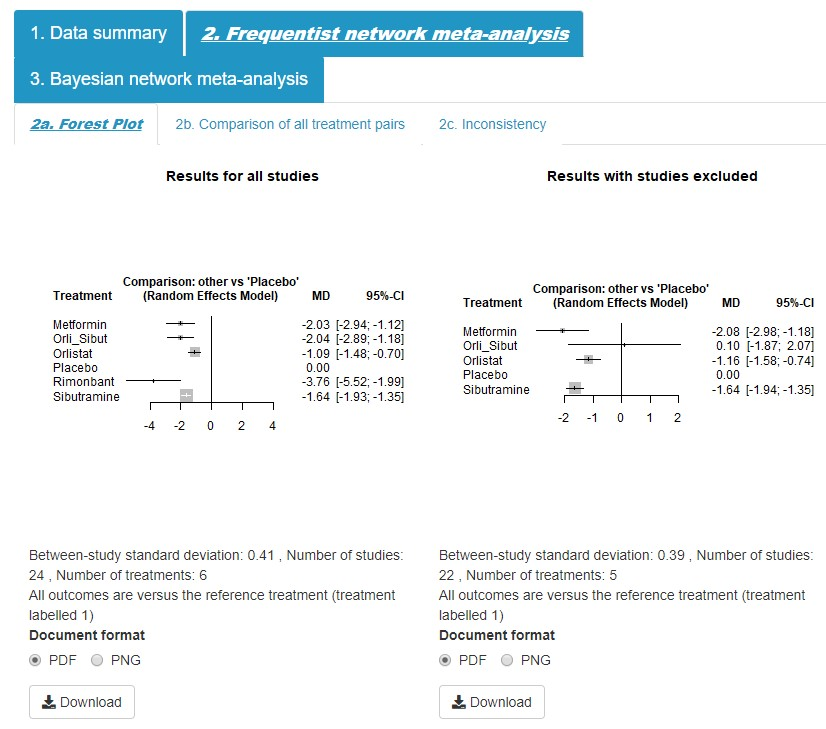 1. Data summary
2. Frequentist network meta-analysis
3. Bayesian network meta-analysis
2a. Forest Plot
2b. Comparison of all treatment pairs
2c. Inconsistency
Results for all studies
Comparison: other vs 'Placebo'
Treatment (Random Effects Model) MD 95%-CI
Metformin -2.03 [-2.94; -1.12]
Orli_Sibut -2.04 [-2.89; -1.18]
Orlistat -1.09 [-1.48; -0.70]
Placebo 0.00
Rimonbant -3.76 [-5.52; -1.99]
Sibutramine -1.64 [-1.93; -1.35]
-4 -2 0 2 4
Between-study standard deviation: 0.41 , Number of studies:
24 , Number of treatments: 6
All outcomes are versus the reference treatment (treatment
labelled 1)
Document format
PDF PNG
Download
Results with studies excluded
Comparison: other vs 'Placebo'
Treatment (Random Effects Model) MD 95%-CI
Metformin -2.08 [-2.98; -1.18]
Orli_Sibut 0.10 [-1.87; 2.07]
Orlistat -1.16 [-1.58; -0.74]
Placebo 0.00
Sibutramine -1.64 [-1.94; -1.35]
-2 -1 0 1 2
Between-study standard deviation: 0.39 , Number of studies:
22 , Number of treatments: 5
All outcomes are versus the reference treatment (treatment
labelled 1)
Document format
PDF PNG
Download